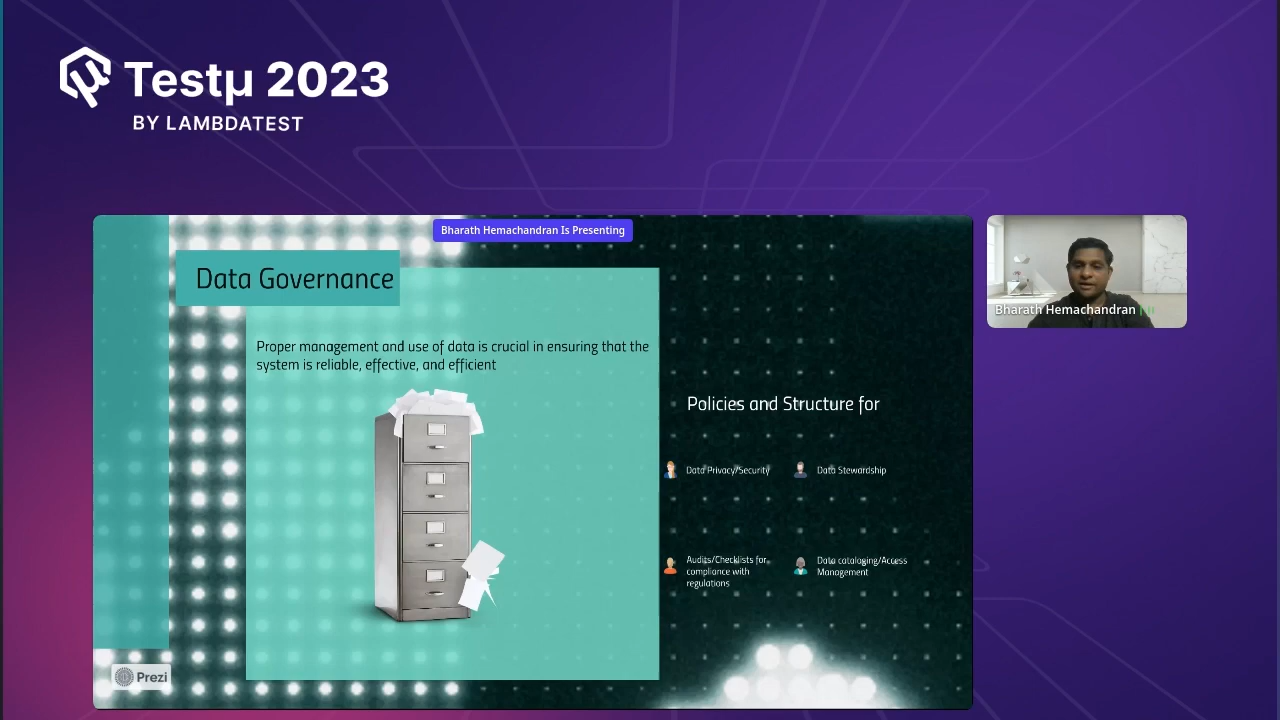 Testμ 2023
BY LAMBDATEST
Bharath Hemachandran Is Presenting
Data Governance
Proper management and use of data is crucial in ensuring that the
system is reliable, effective, and efficient
Policies and Structure for
Data Privacy/Security
Data Stewardship
Audits/Checklists for
compliance with
regulations
Data cataloging/Access
Management
Bharath Hemachandran
Prezi